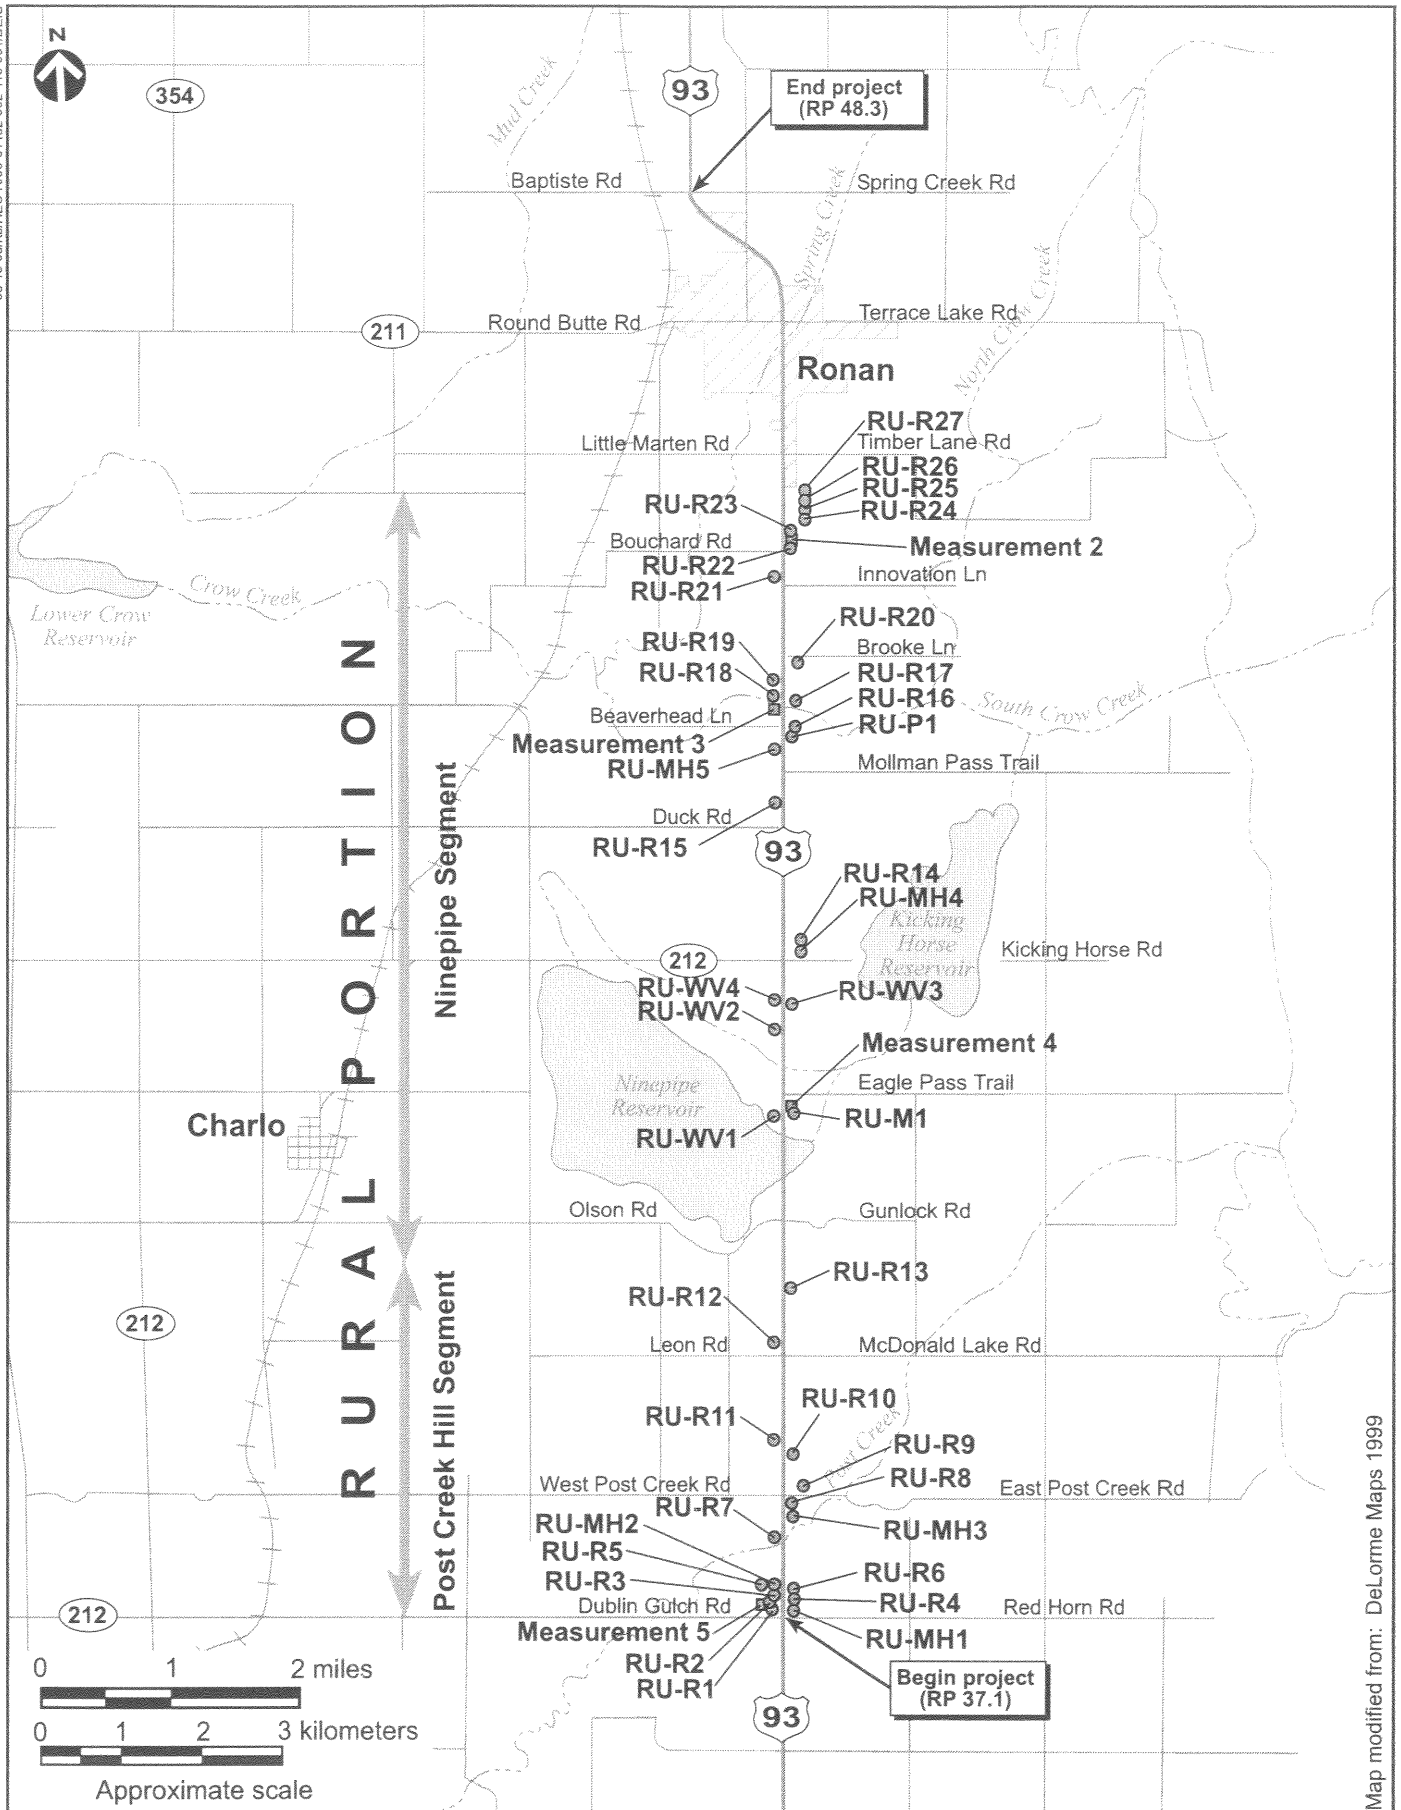 N
354
93
End project
(RP 48.3)
Mud Creek
Baptiste Rd
Spring Creek Rd
Spring Creek
North Crow Creek
211
Round Butte Rd
Terrace Lake Rd
Ronan
RU-R27
Little Marten Rd
Timber Lane Rd
RU-R26
RU-R25
RU-R23
RU-R24
Bouchard Rd
Measurement 2
RU-R22
Innovation Ln
RU-R21
Crow Creek
Lower Crow
Reservoir
RU-R20
RU-R19
Brooke Ln
RU-R18
RU-R17
RU-R16
South Crow Creek
Beaverhead Ln
RU-P1
Measurement 3
RU-MH5
Mollman Pass Trail
Duck Rd
RU-R15
93
RU-R14
RU-MH4
Kicking
Horse
Reservoir
Kicking Horse Rd
212
RU-WV4
RU-WV3
RU-WV2
Measurement 4
Ninepipe
Reservoir
Eagle Pass Trail
Charlo
RU-M1
RU-WV1
Olson Rd
Gunlock Rd
RURAL PORTION
Ninepipe Segment
Post Creek Hill Segment
RU-R13
RU-R12
212
Leon Rd
McDonald Lake Rd
RU-R10
RU-R11
Post Creek
RU-R9
RU-R8
West Post Creek Rd
East Post Creek Rd
RU-R7
RU-MH2
RU-MH3
RU-R5
RU-R3
RU-R6
RU-R4
Dublin Gulch Rd
Red Horn Rd
212
Measurement 5
RU-MH1
RU-R2
RU-R1
Begin project
(RP 37.1)
93
0 1 2 miles
0 1 2 3 kilometers
Approximate scale
Map modified from: DeLorme Maps 1999